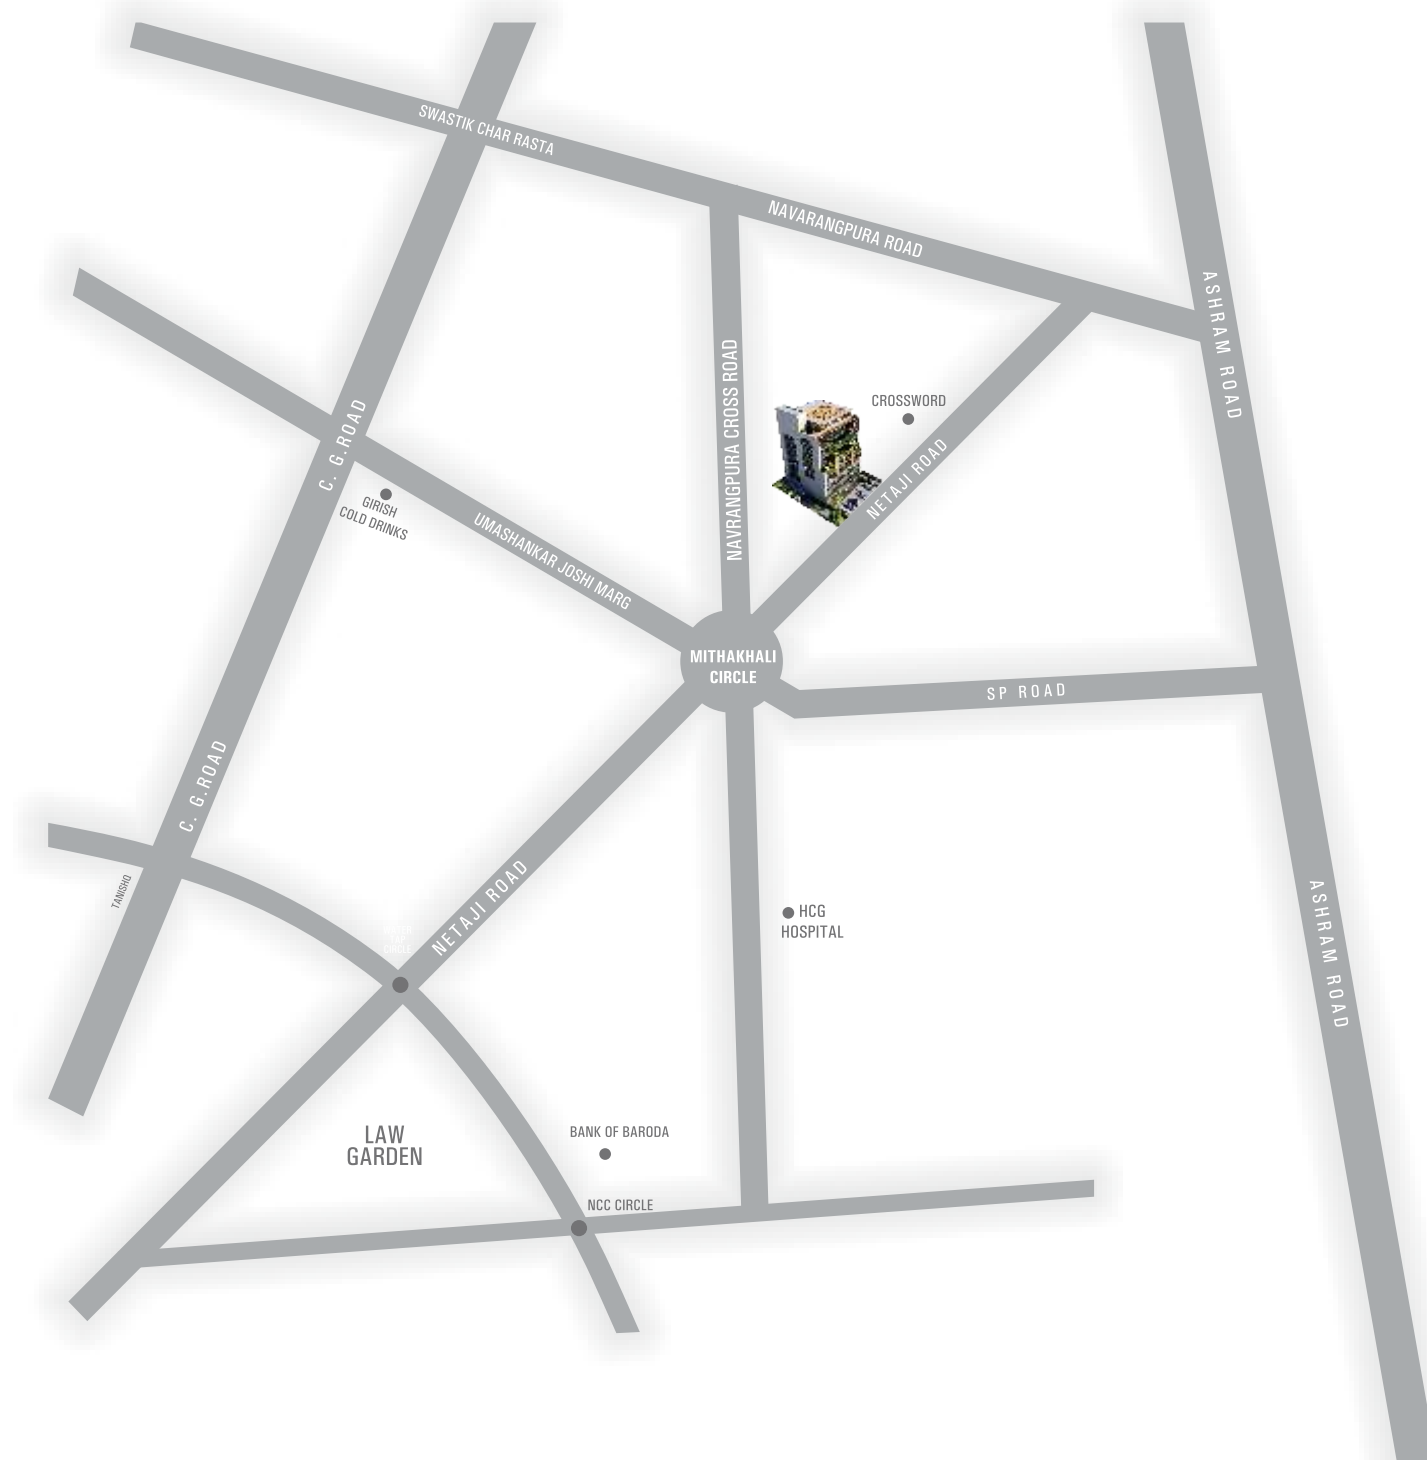 SWASTIK CHAR RASTA
NAVARANGPURA ROAD
ASHRAM ROAD
NAVRANGPURA CROSS ROAD
CROSSWORD
C. G.ROAD
NETAJI ROAD
GIRISH
COLD DRINKS
UMASHANKAR JOSHI MARG
MITHAKHALI
CIRCLE
SP ROAD
C. G.ROAD
TANISHQ
NETAJI ROAD
HCG
HOSPITAL
CIRCLE
ASHRAM ROAD
LAW
GARDEN
BANK OF BARODA
NCC CIRCLE